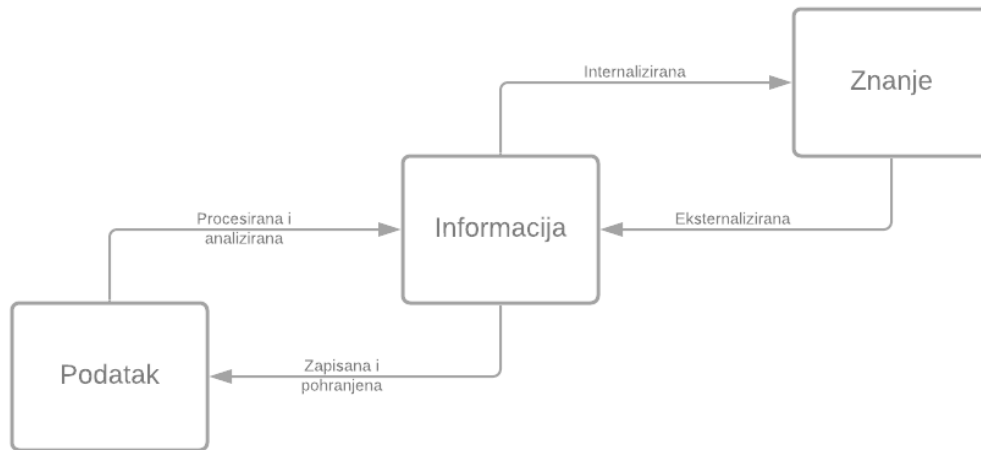 Internalizirana
Znanje
Procesirana i
analizirana
Informacija
Eksternalizirana
Podatak
Zapisana i
pohranjena